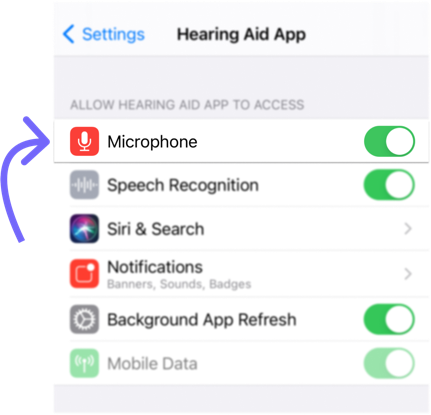 Settings
Hearing Aid App
ALLOW HEARING AID APP TO ACCESS
Microphone
Speech Recognition
Siri & Search
Notifications
Banners, Sounds, Badges
Background App Refresh
Mobile Data